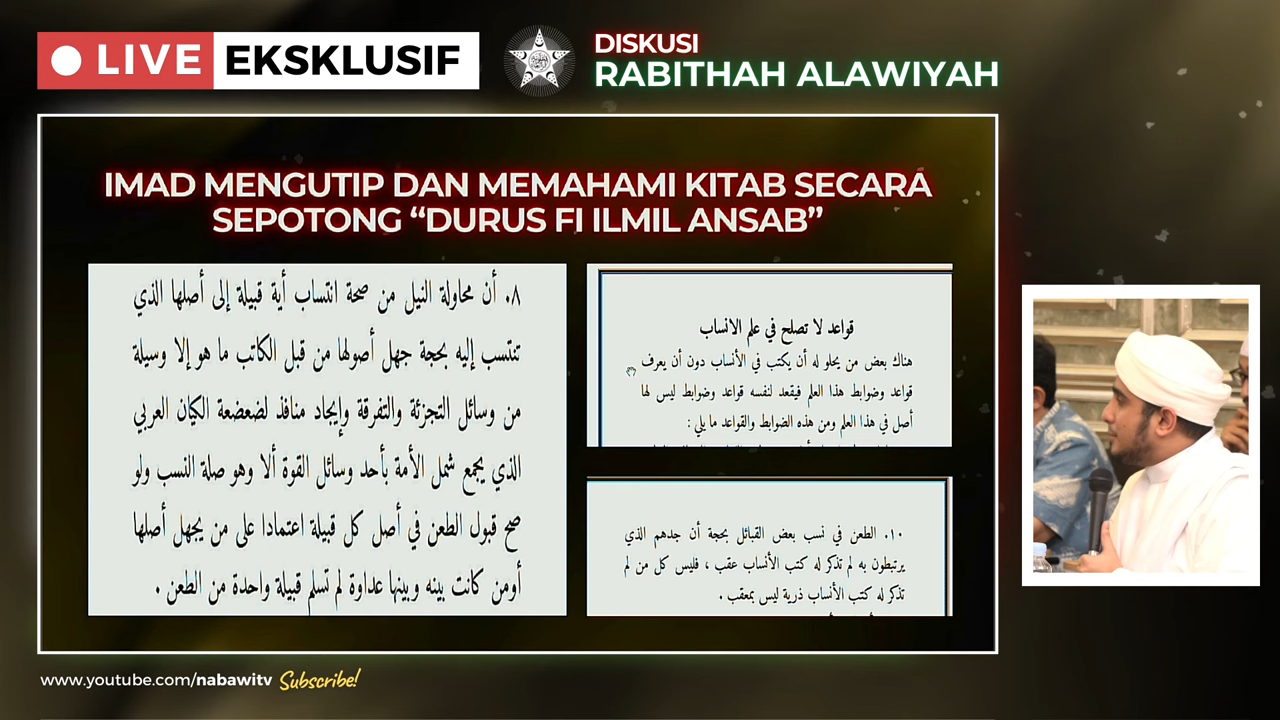 LIVE EKSKLUSIF
DISKUSI
RABITHAH ALAWIYAH
IMAD MENGUTIP DAN MEMAHAMI KITAB SECARA
SEPOTONG “DURUS FI ILMIL ANSAB”
٨. أن محاولة النيل من صحة انتساب أية قبيلة إلى أصلها الذي
تنتسب إليه بحجة جهل أصولها من قبل الكاتب ما هو إلا وسيلة
من وسائل التجزئة والتفرقة وإيجاد منافذ لضعضعة الكيان العربي
الذي يجمع شمل الأمة بأحد وسائل القوة ألا وهو صلة النسب ولو
صح قبول الطعن في أصل كل قبيلة اعتمادا على من يجهل أصلها
أومن كانت بينه وبينها عداوة لم تسلم قبيلة واحدة من الطعن .
قواعد لا تصلح في علم الانساب
هناك بعض من يحلو له أن يكتب في الأنساب دون أن يعرف
قواعد وضوابط هذا العلم فيقعد لنفسه قواعد وضوابط ليس لها
أصل في هذا العلم ومن هذه الضوابط والقواعد ما يلي :
١٠. الطعن في نسب بعض القبائل بحجة أن جدهم الذي
يرتبطون به لم تذكر له كتب الأنساب عقب ، فليس كل من لم
تذكر له كتب الأنساب ذرية ليس بمعقب .
www.youtube.com/nabawitv Subscribe!